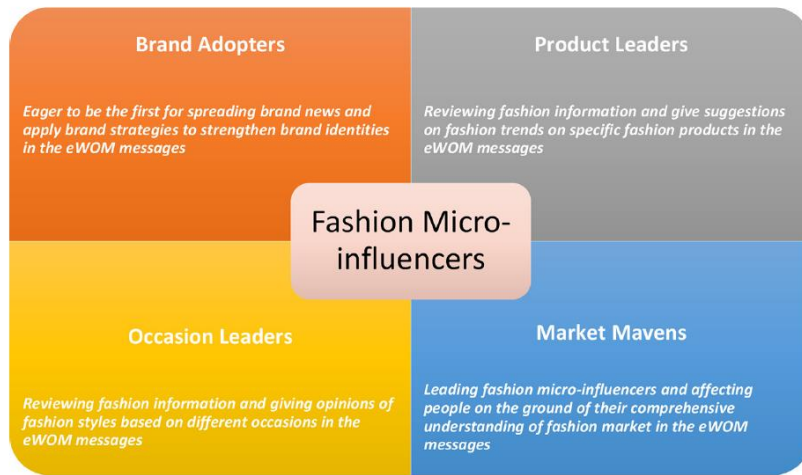 Brand Adopters
Eager to be the first for spreading brand news and
apply brand strategies to strengthen brand identities
in the eWOM messages
Product Leaders
Reviewing fashion information and give suggestions
on fashion trends on specific fashion products in the
eWOM messages
Fashion Micro-
influencers
Occasion Leaders
Reviewing fashion information and giving opinions of
fashion styles based on different occasions in the
eWOM messages
Market Mavens
Leading fashion micro-influencers and affecting
people on the ground of their comprehensive
understanding of fashion market in the eWOM
messages